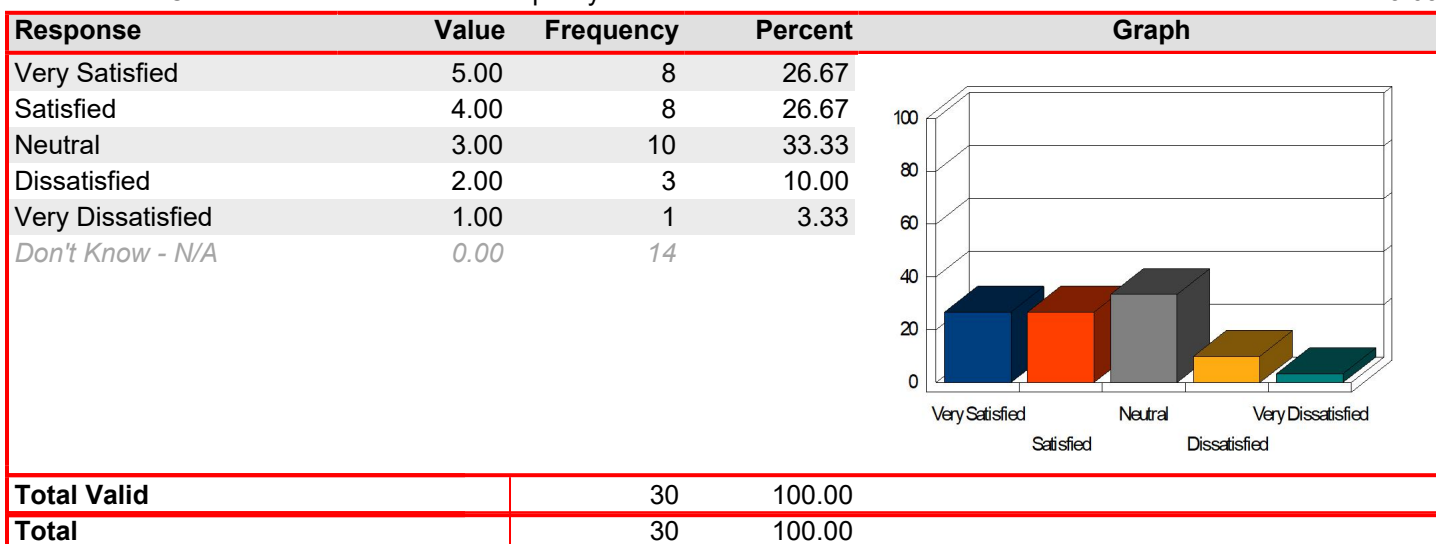 Response Value Frequency Percent Graph
Very Satisfied 5.00 8 26.67
Satisfied 4.00 8 26.67
Neutral 3.00 10 33.33
Dissatisfied 2.00 3 10.00
Very Dissatisfied 1.00 1 3.33
Don't Know - N/A 0.00 14
100
80
60
40
20
0
Very Satisfied Neutral Very Dissatisfied
Satisfied Dissatisfied
Total Valid 30 100.00
Total 30 100.00